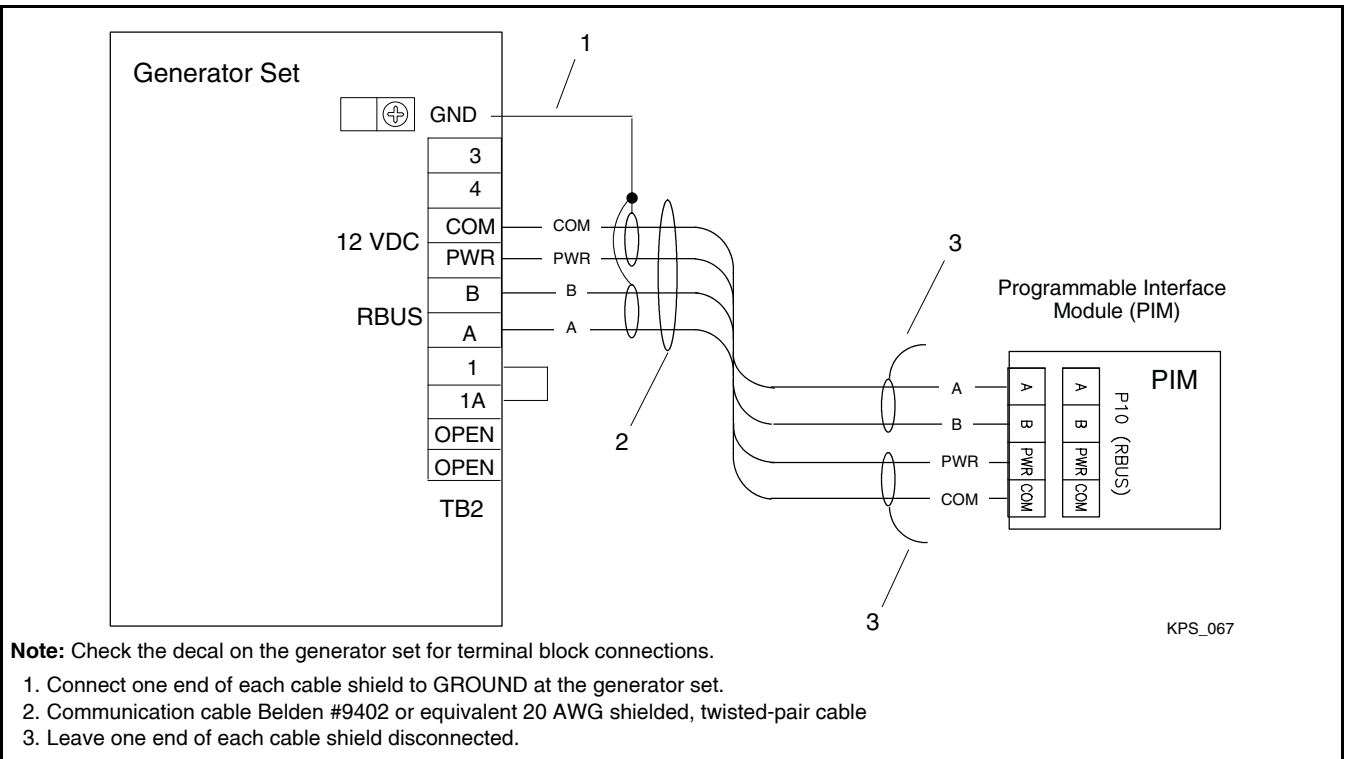 1
Generator Set
GND
3
4
12 VDC
COM
COM
PWR
PWR
RBUS
B
B
A
A
1
1A
OPEN
OPEN
TB2
2
3
Programmable Interface
Module (PIM)
PIM
A
A
A
B
B
B
PWR
PWR
PWR
COM
COM
COM
P10 (RBUS)
3
KPS_067
Note: Check the decal on the generator set for terminal block connections.
1. Connect one end of each cable shield to GROUND at the generator set.
2. Communication cable Belden #9402 or equivalent 20 AWG shielded, twisted-pair cable
3. Leave one end of each cable shield disconnected.